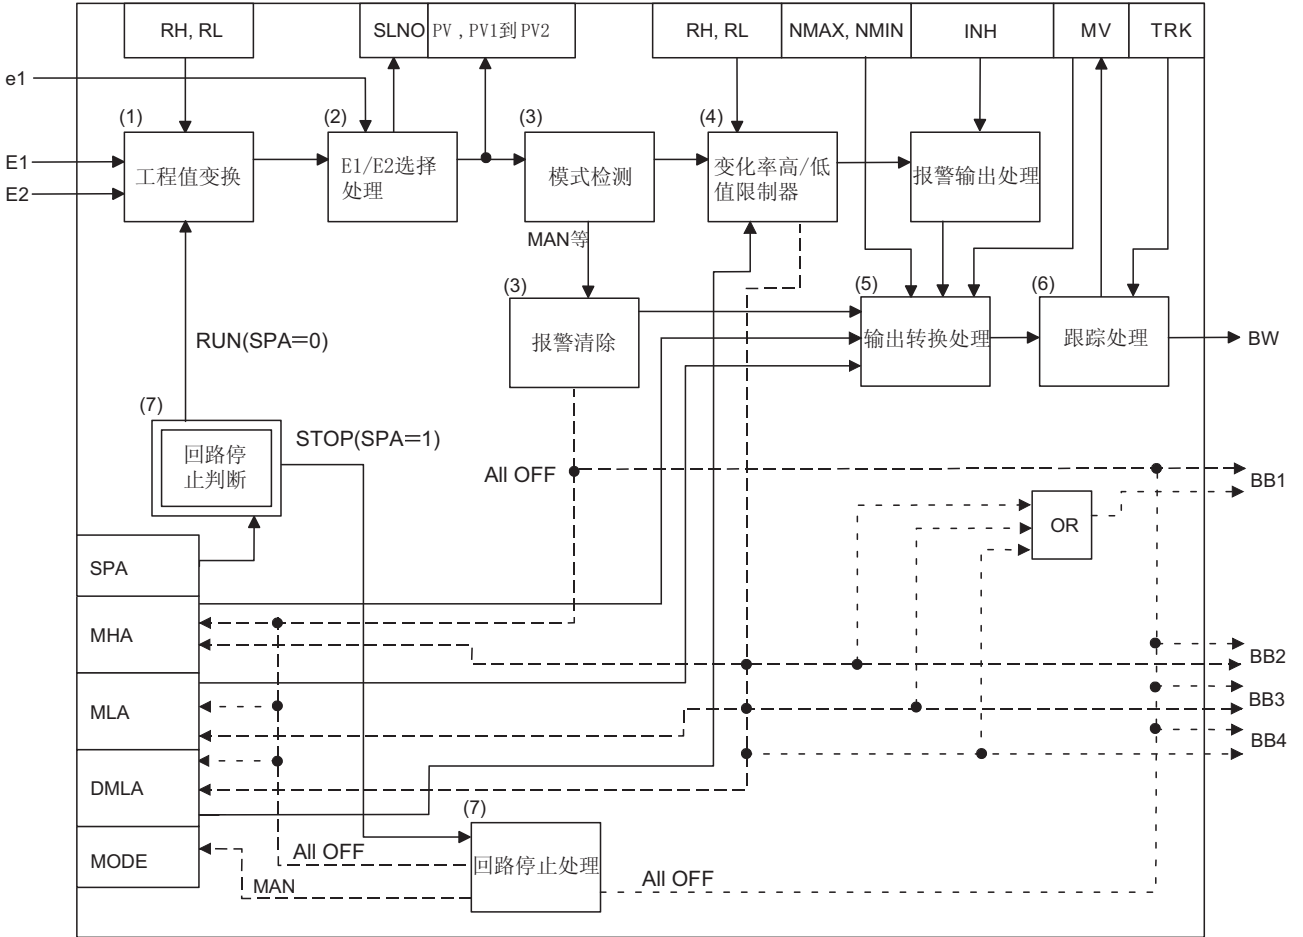 RH, RL
SLNO
PV , PV1到 PV2
RH, RL
NMAX, NMIN
INH
MV
TRK
e1
(1)
(2)
(3)
(4)
E1
E2
工程值变换
E1/E2选择
处理
模式检测
变化率高/低
值限制器
报警输出处理
MAN等
(3)
(5)
(6)
报警清除
输出转换处理
跟踪处理
BW
RUN(SPA=0)
(7)
回路停
止判断
STOP(SPA=1)
All OFF
BB1
OR
SPA
MHA
BB2
MLA
BB3
BB4
DMLA
(7)
MODE
All OFF
回路停止处理
MAN
All OFF